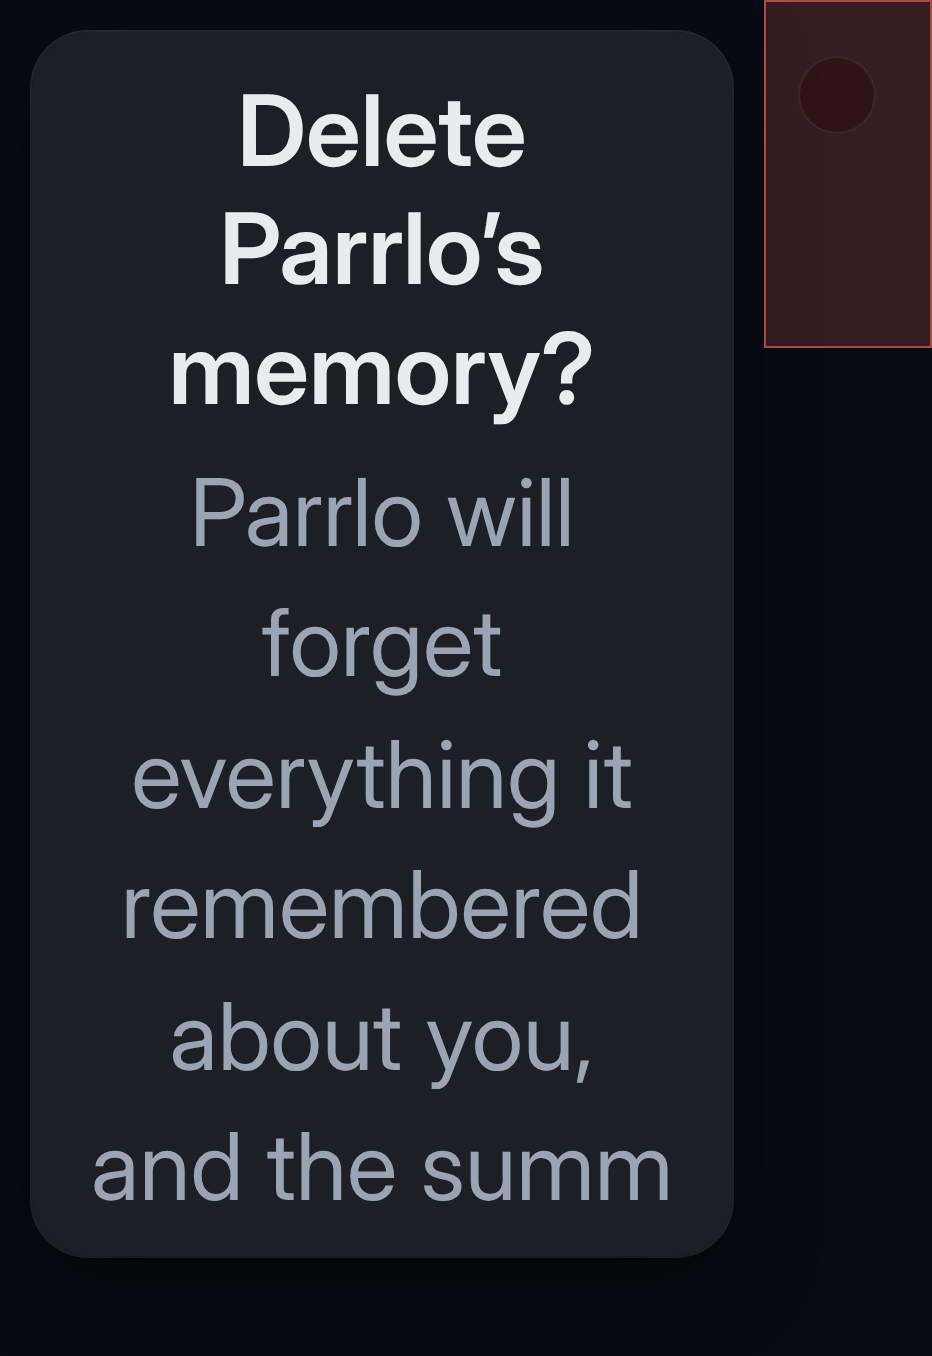 Delete
Parrlo’s
memory?
Parrlo will
forget
everything it
remembered
about you,
and the summ